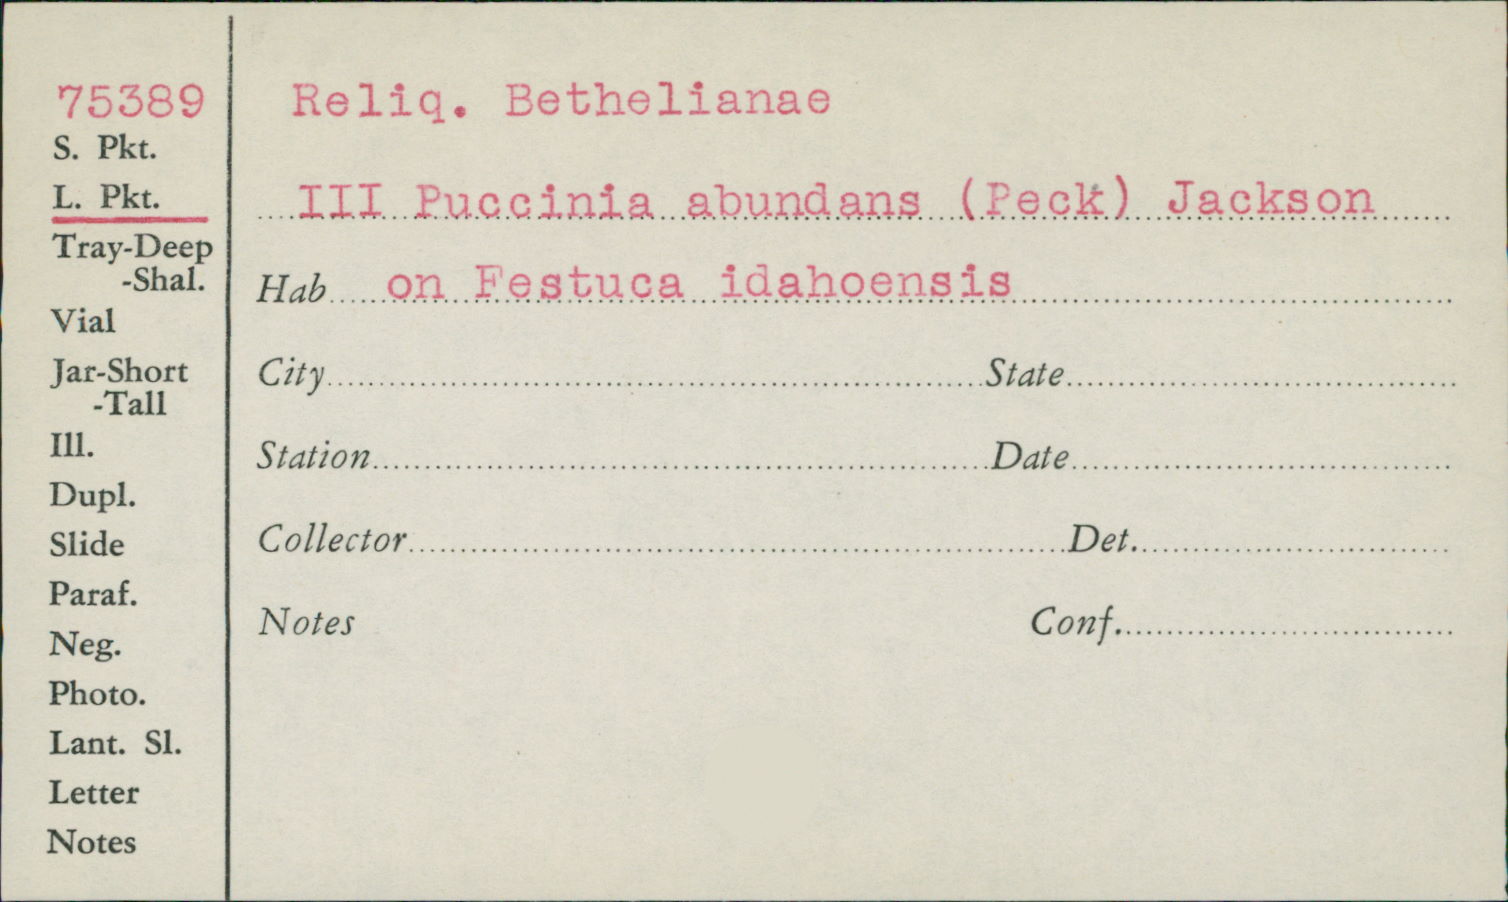 75389
S. Pkt.
L. Pkt.
Tray-Deep
-Shal.
Vial
Jar-Short
-Tall
Ill.
Dupl.
Slide
Paraf.
Neg.
Photo.
Lant. Sl.
Letter
Notes
Reliq. Bethelianae
III Puccinia abundans (Peck) Jackson
Hab on Festuca idahoensis
City State
Station Date
Collector Det.
Notes Conf.